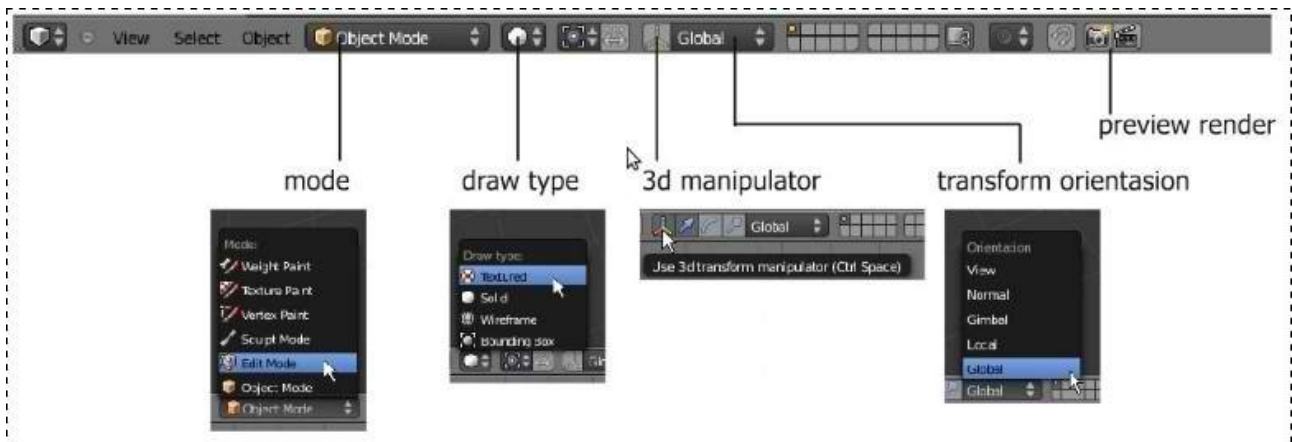 View Select Object Object Mode Global
preview render
mode draw type 3d manipulator transform orientasion
Mode:
Weight Paint
Texture Paint
Vertex Paint
Sculpt Mode
Edit Mode
Object Mode
Object Mode
Draw type:
Textured
Solid
Wireframe
Bounding Box
Global
Use 3d transform manipulator (Ctrl Space)
Orientation
View
Normal
Gimbal
Local
Global
Global